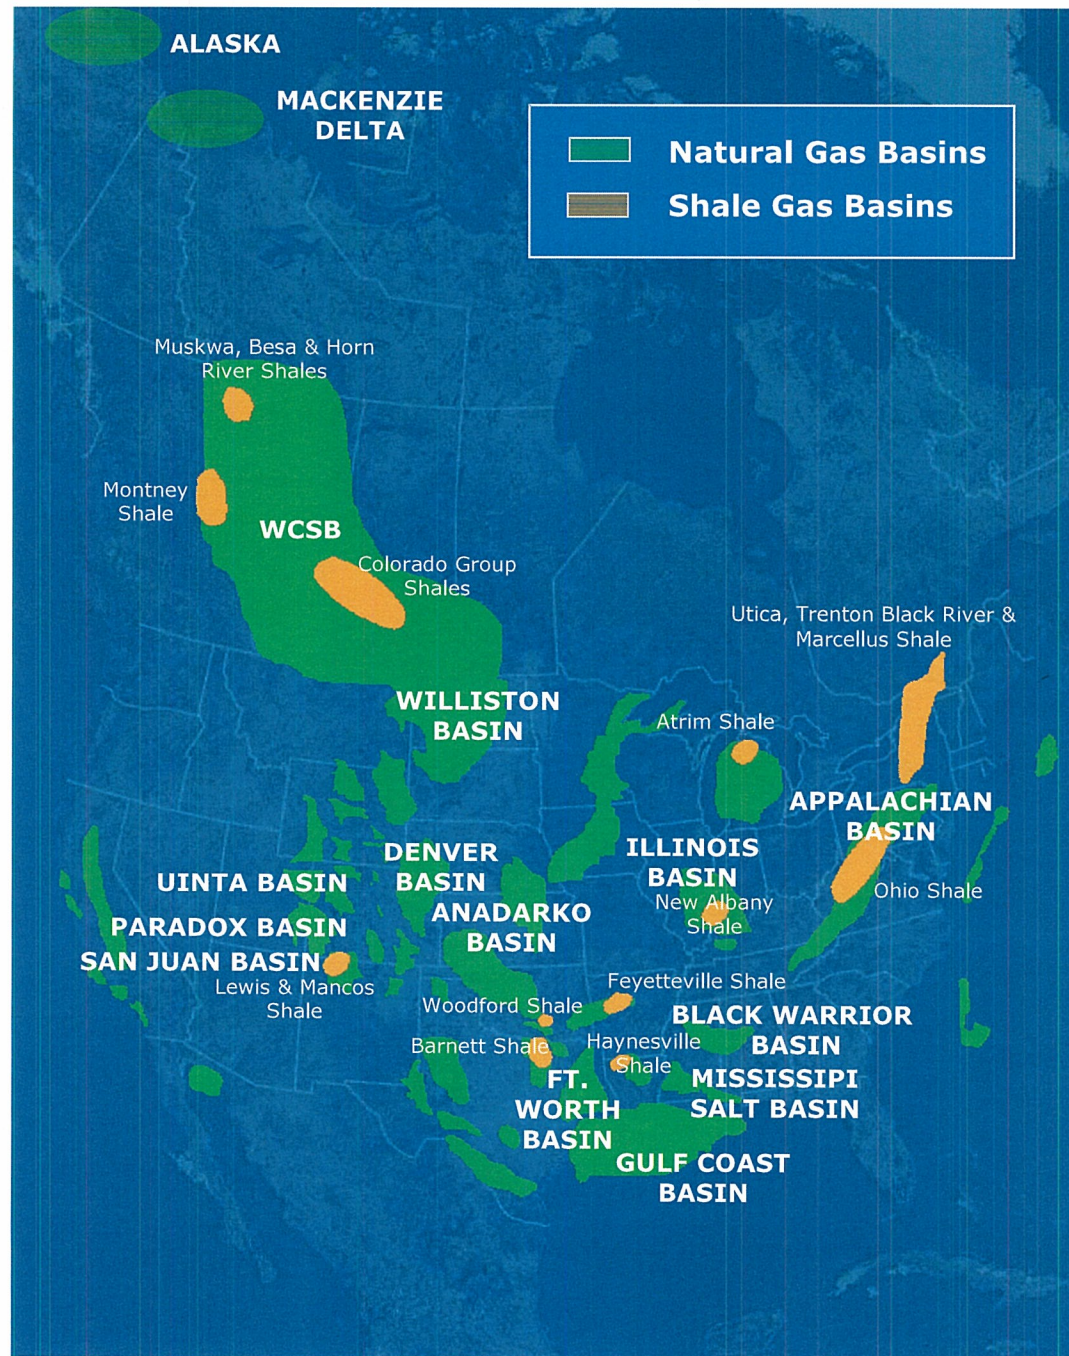 ALASKA
MACKENZIE
DELTA
Natural Gas Basins
Shale Gas Basins
Muskwa, Besa & Horn
River Shales
Montney
Shale
WCSB
Colorado Group
Shales
Utica, Trenton Black River &
Marcellus Shale
WILLISTON
BASIN
Atrim Shale
APPALACHIAN
BASIN
DENVER
BASIN
ILLINOIS
BASIN
UINTA BASIN
Ohio Shale
New Albany
Shale
ANADARKO
BASIN
PARADOX BASIN
SAN JUAN BASIN
Lewis & Mancos
Shale
Feyetteville Shale
Woodford Shale
BLACK WARRIOR
BASIN
Barnett Shale
Haynesville
Shale
FT.
WORTH
BASIN
MISSISSIPI
SALT BASIN
GULF COAST
BASIN